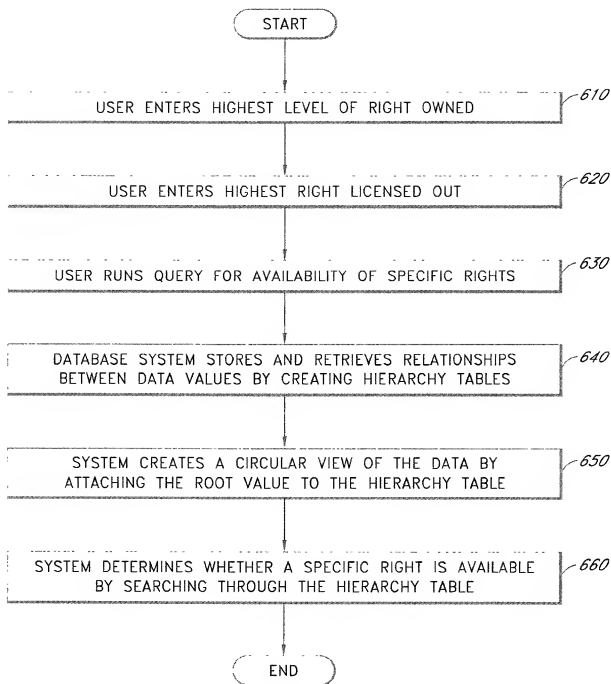 START
USER ENTERS HIGHEST LEVEL OF RIGHT OWNED
610
USER ENTERS HIGHEST RIGHT LICENSED OUT
620
USER RUNS QUERY FOR AVAILABILITY OF SPECIFIC RIGHTS
630
DATABASE SYSTEM STORES AND RETRIEVES RELATIONSHIPS
BETWEEN DATA VALUES BY CREATING HIERARCHY TABLES
640
SYSTEM CREATES A CIRCULAR VIEW OF THE DATA BY
ATTACHING THE ROOT VALUE TO THE HIERARCHY TABLE
650
SYSTEM DETERMINES WHETHER A SPECIFIC RIGHT IS AVAILABLE
BY SEARCHING THROUGH THE HIERARCHY TABLE
660
END